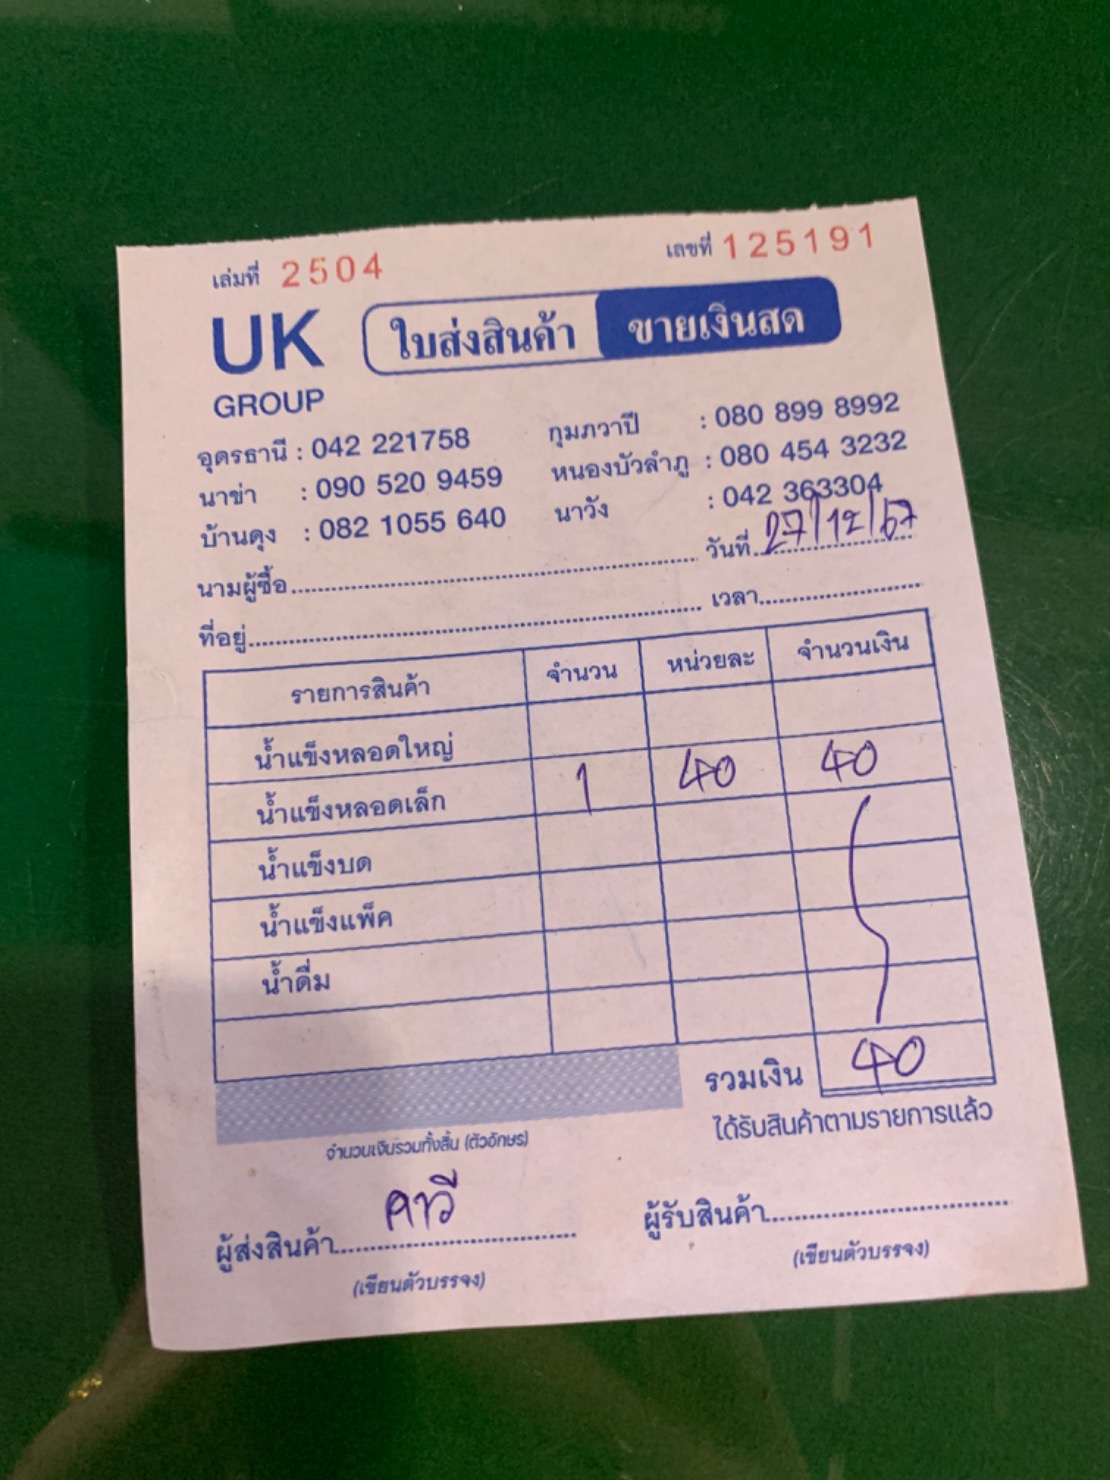 เล่มที่ 2504 เลขที่ 125191
UK GROUP ใบส่งสินค้า ขายเงินสด
อุดรธานี : 042 221758 กุมภวาปี : 080 899 8992
นาข่า : 090 520 9459 หนองบัวลำภู : 080 454 3232
บ้านดุง : 082 1055 640 นาวัง : 042 363304
นามผู้ซื้อ วันที่ 27/12/67
ที่อยู่ เวลา
รายการสินค้า จำนวน หน่วยละ จำนวนเงิน
น้ำแข็งหลอดใหญ่
น้ำแข็งหลอดเล็ก 1 40 40
น้ำแข็งบด
น้ำแข็งแพ็ค
น้ำดื่ม
รวมเงิน 40
จำนวนเงินรวมทั้งสิ้น (ตัวอักษร) ได้รับสินค้าตามรายการแล้ว
ผู้ส่งสินค้า ผู้รับสินค้า
(เขียนตัวบรรจง) (เขียนตัวบรรจง)